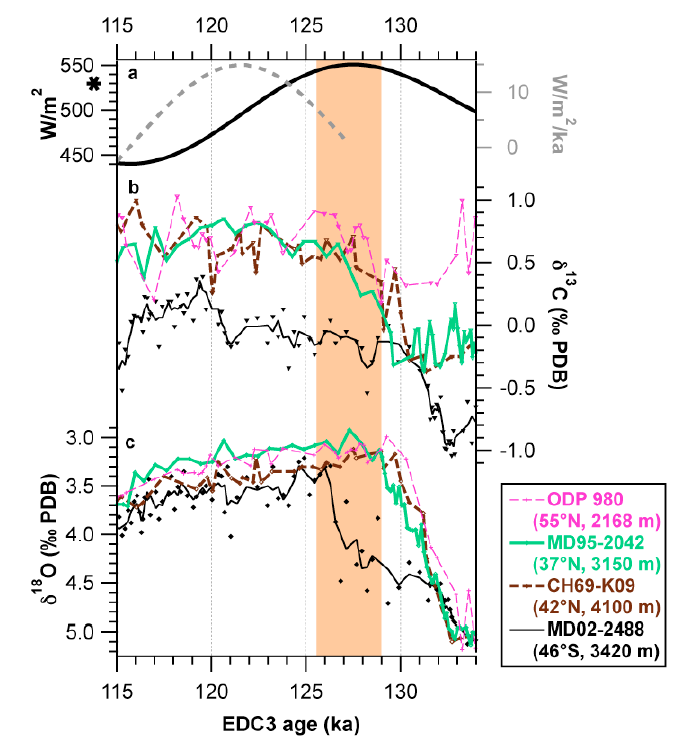 115 120 125 130
a
550
500
450
W/m²
*
10
0
W/m²/ka
b
1.0
0.5
0.0
-0.5
-1.0
δ¹³C (‰ PDB)
c
3.0
3.5
4.0
4.5
5.0
δ¹⁸O (‰ PDB)
115 120 125 130
EDC3 age (ka)
ODP 980
(55°N, 2168 m)
MD95-2042
(37°N, 3150 m)
CH69-K09
(42°N, 4100 m)
MD02-2488
(46°S, 3420 m)